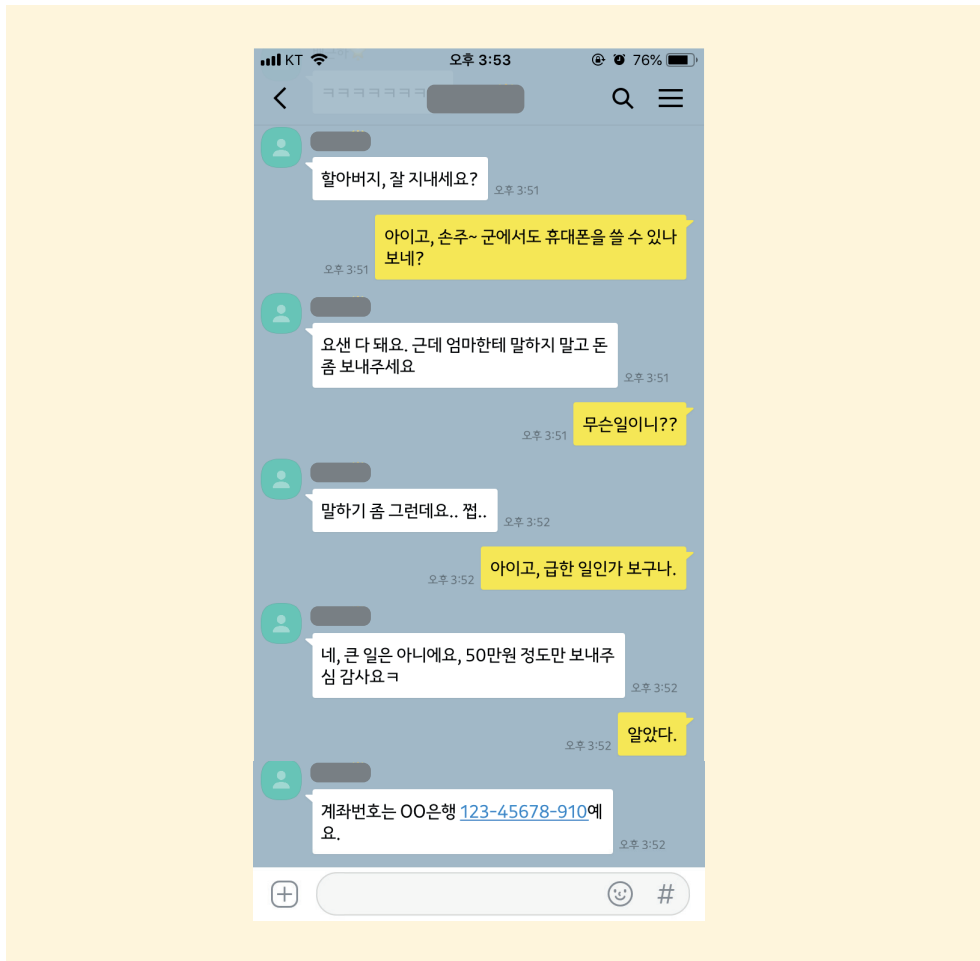 KT
오후 3:53
76%
ㅋㅋㅋㅋㅋㅋㅋ
할아버지, 잘 지내세요?
오후 3:51
아이고, 손주~ 군에서도 휴대폰을 쓸 수 있나
보네?
오후 3:51
요샌 다 돼요. 근데 엄마한테 말하지 말고 돈
좀 보내주세요
오후 3:51
무슨일이니??
오후 3:51
말하기 좀 그런데요.. 쩝..
오후 3:52
아이고, 급한 일인가 보구나.
오후 3:52
네, 큰 일은 아니에요, 50만원 정도만 보내주
심 감사요ㅋ
오후 3:52
알았다.
오후 3:52
계좌번호는 OO은행 123-45678-910예
요.
오후 3:52
#